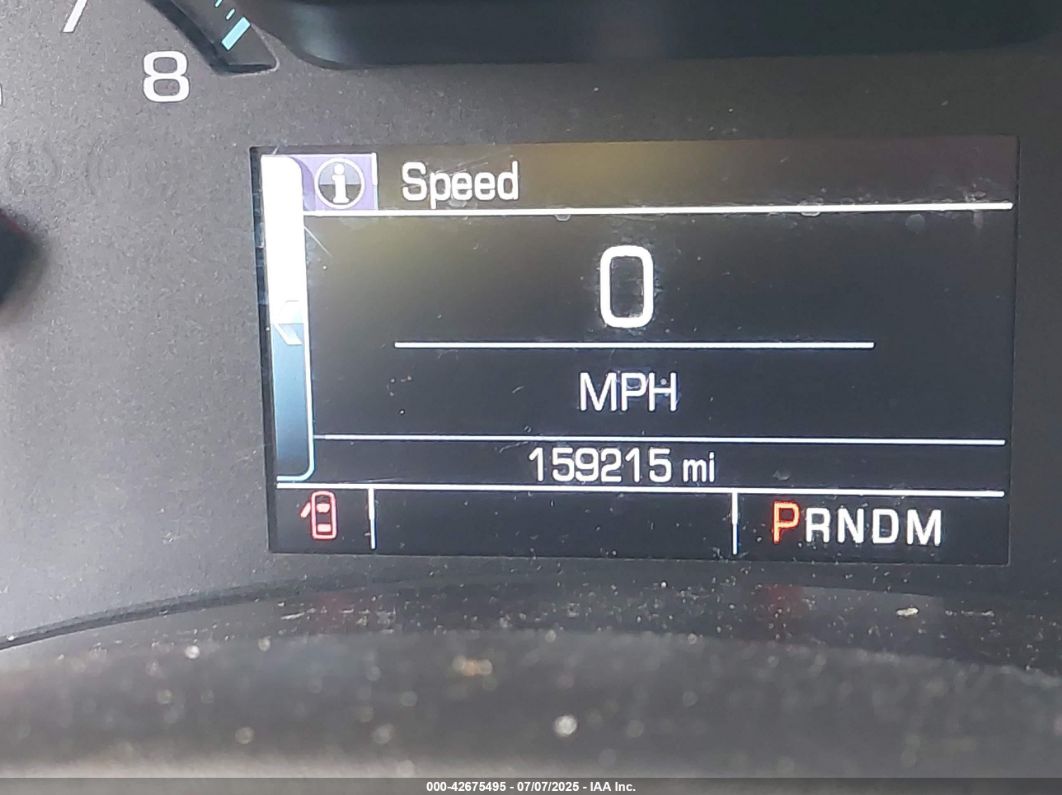 7
8
i Speed
0
MPH
159215 mi
PRNDM
000-42675495 - 07/07/2025 - IAA Inc.